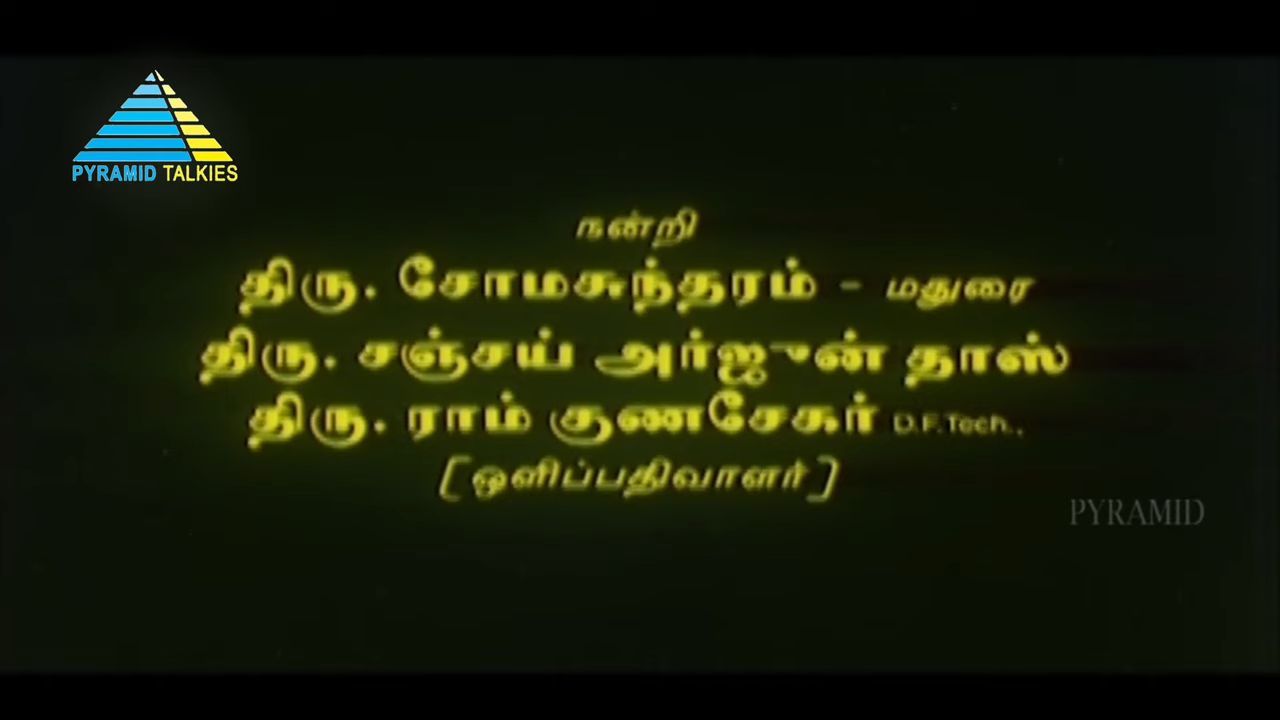 PYRAMID TALKIES
நன்றி
திரு. சோமசுந்தரம் - மதுரை
திரு. சஞ்சய் அர்ஜுன் தாஸ்
திரு. ராம் குணசேகர் D.F.Tech.,
[ஒளிப்பதிவாளர்]
PYRAMID